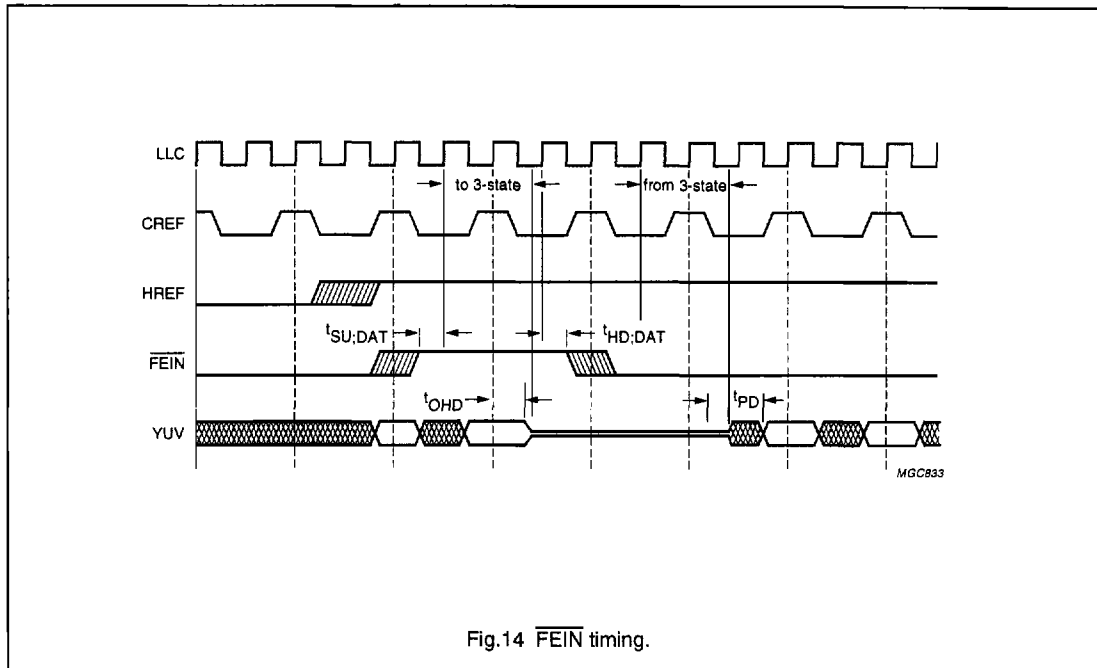 LLC
to 3-state
from 3-state
CREF
HREF
tSU;DAT
tHD;DAT
FEIN
tOHD
tPD
YUV
MGC833
Fig.14 FEIN timing.